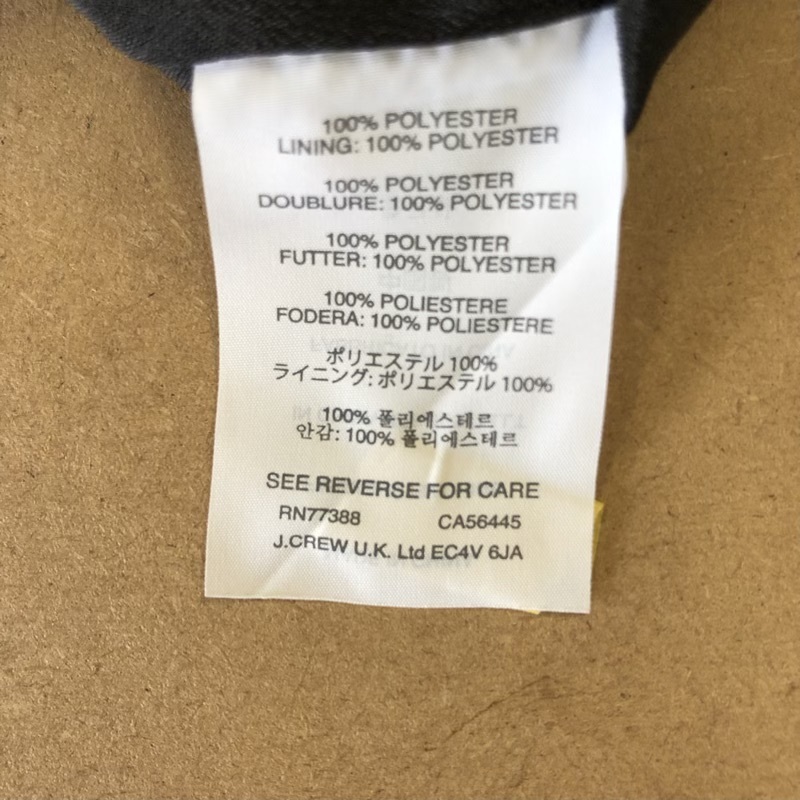 100% POLYESTER
LINING: 100% POLYESTER
100% POLYESTER
DOUBLURE: 100% POLYESTER
100% POLYESTER
FUTTER: 100% POLYESTER
100% POLIESTERE
FODERA: 100% POLIESTERE
ポリエステル 100%
ライニング: ポリエステル 100%
100% 폴리에스테르
안감: 100% 폴리에스테르
SEE REVERSE FOR CARE
RN77388 CA56445
J.CREW U.K. Ltd EC4V 6JA